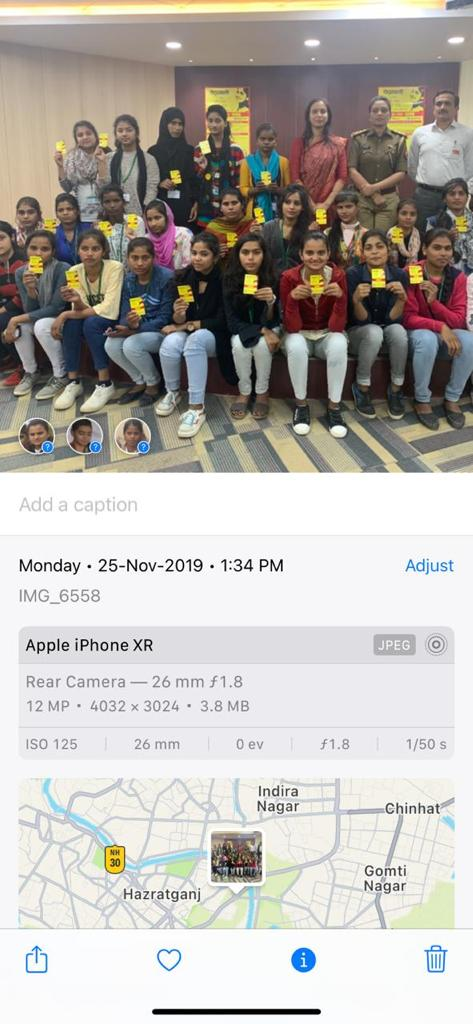 Add a caption
Monday • 25-Nov-2019 • 1:34 PM
Adjust
IMG_6558
Apple iPhone XR
JPEG
Rear Camera — 26 mm ƒ1.8
12 MP • 4032 × 3024 • 3.8 MB
ISO 125
26 mm
0 ev
ƒ1.8
1/50 s
Indira
Nagar
Chinhat
NH
30
Gomti
Nagar
Hazratganj